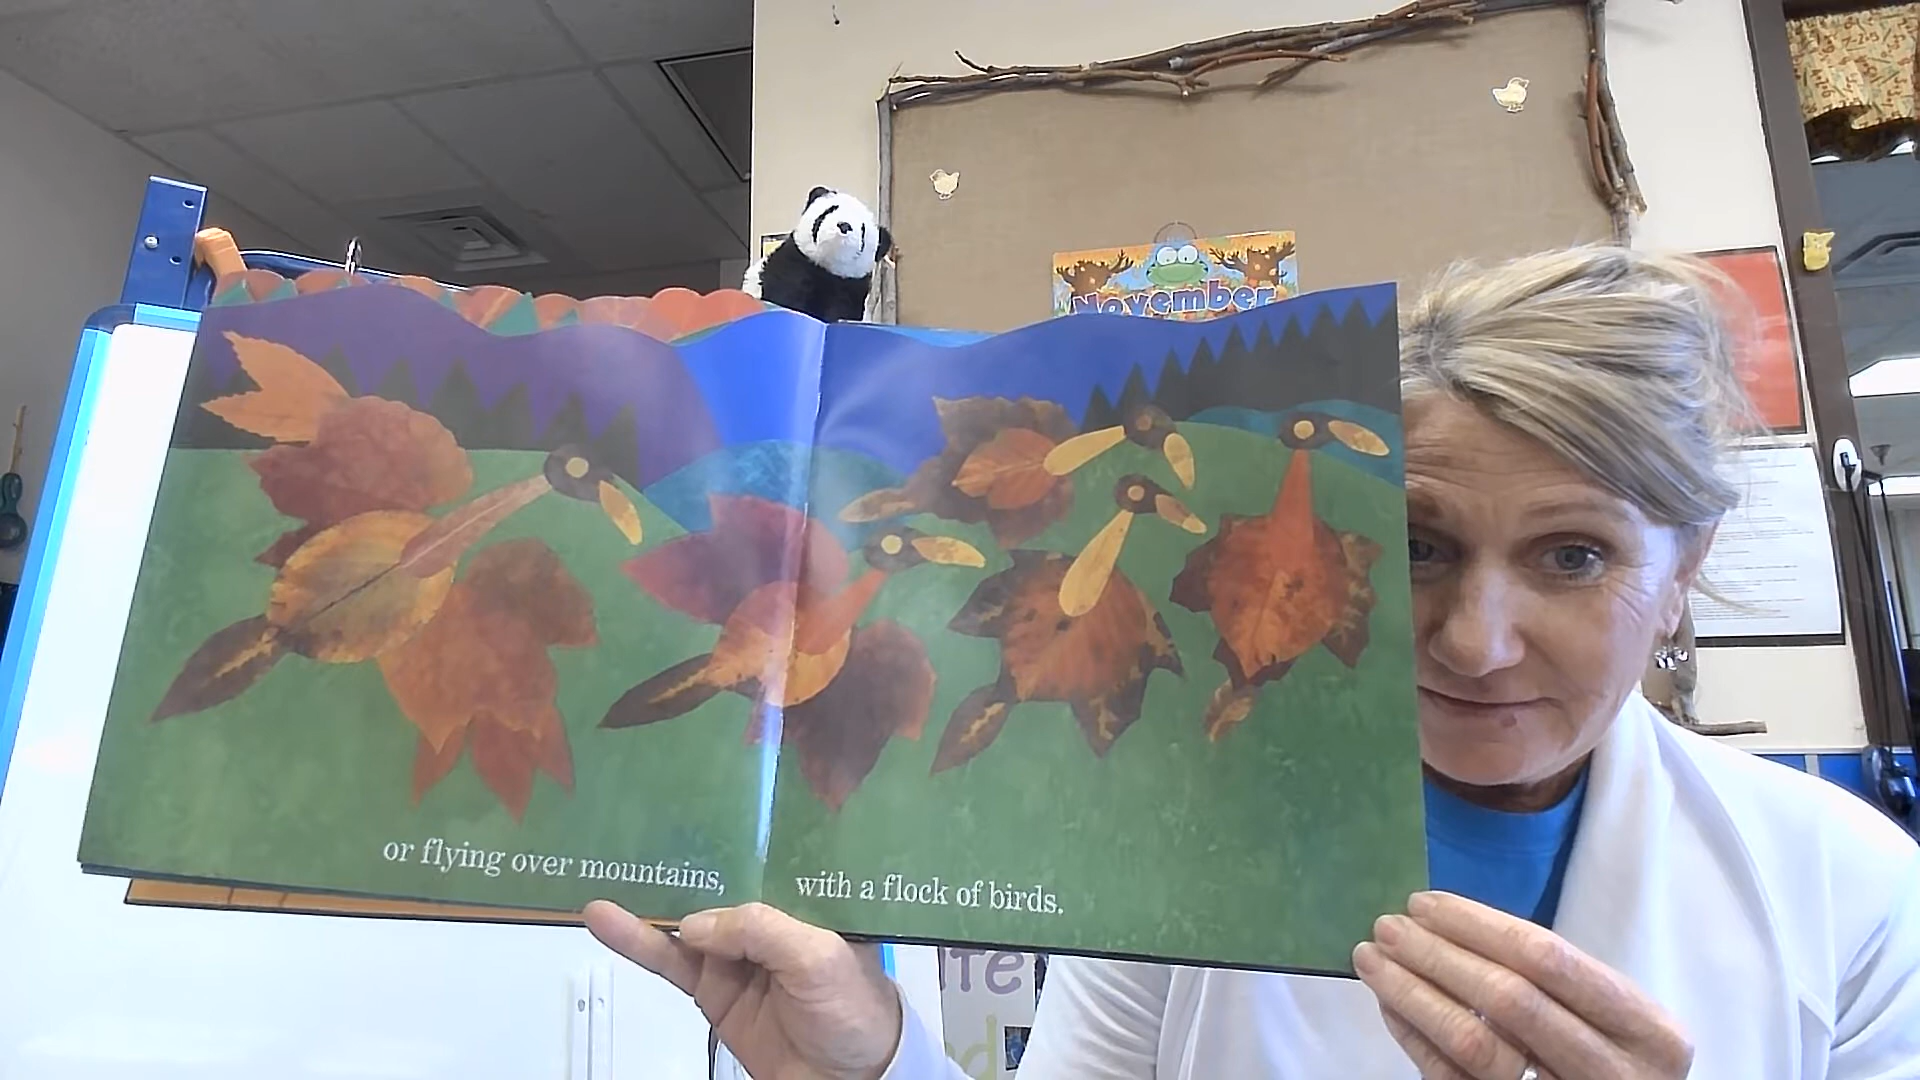 November
or flying over mountains,
with a flock of birds.